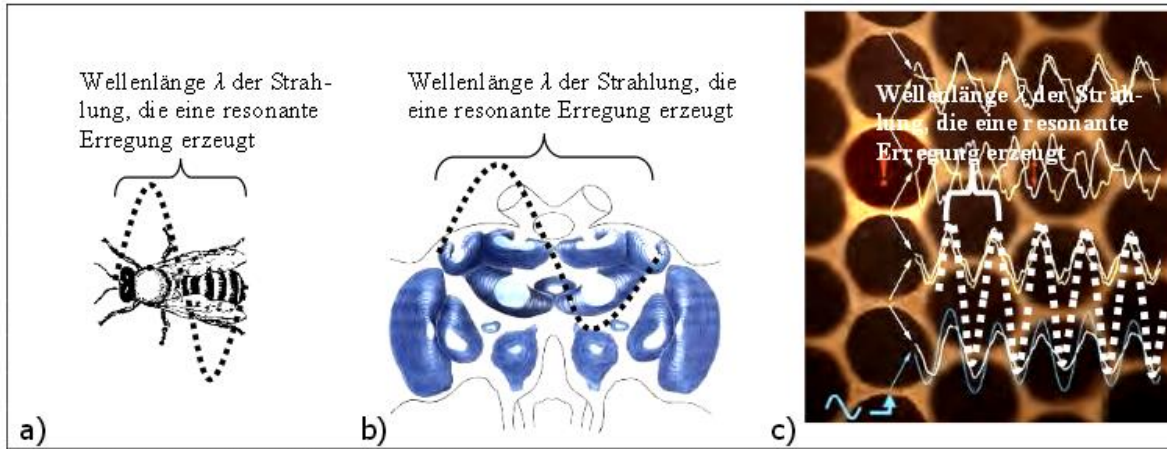 Wellenlänge λ der Strah-
lung, die eine resonante
Erregung erzeugt
a)
Wellenlänge λ der Strahlung, die
eine resonante Erregung erzeugt
b)
Wellenlänge λ der Strah-
lung, die eine resonante
Erregung erzeugt
!
!
c)